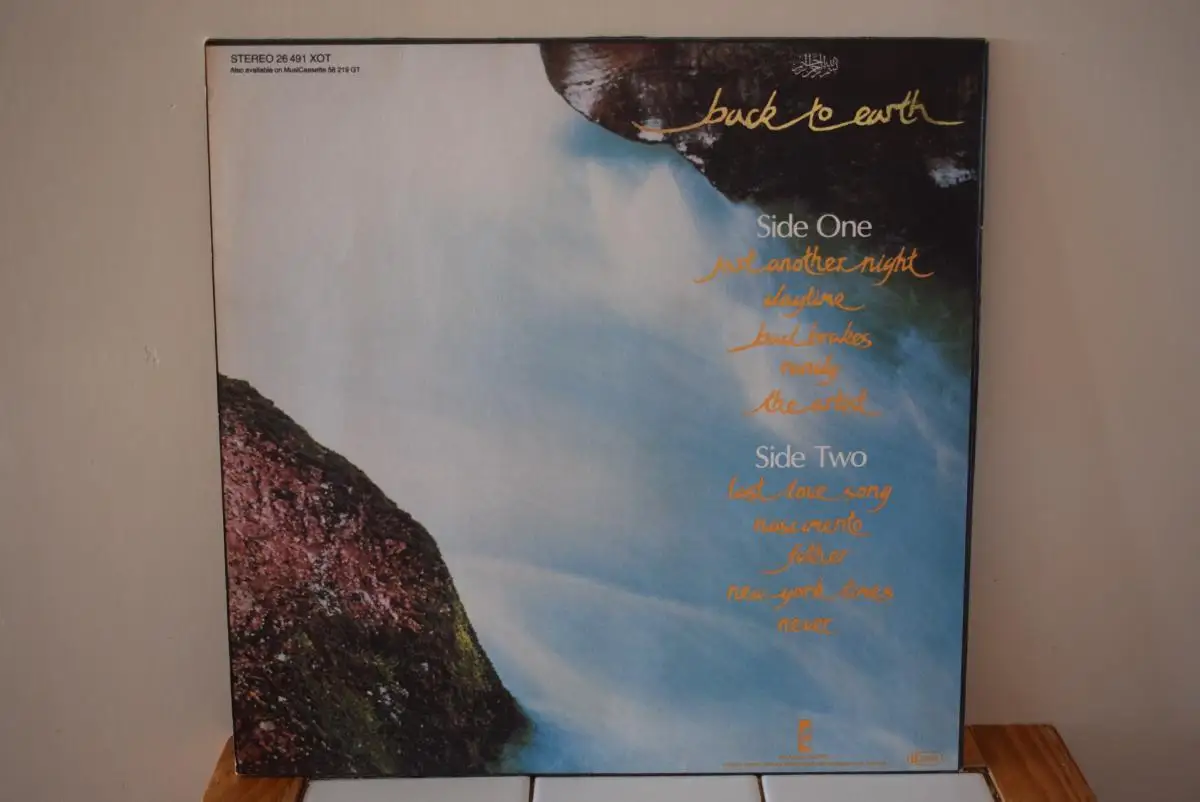 STEREO 26 491 XOT
Also available on MusiCassette 56 219 GT
back to earth
Side One
just another night
daytime
bad brakes
randy
the artist
Side Two
last love song
nascimento
father
new york times
never